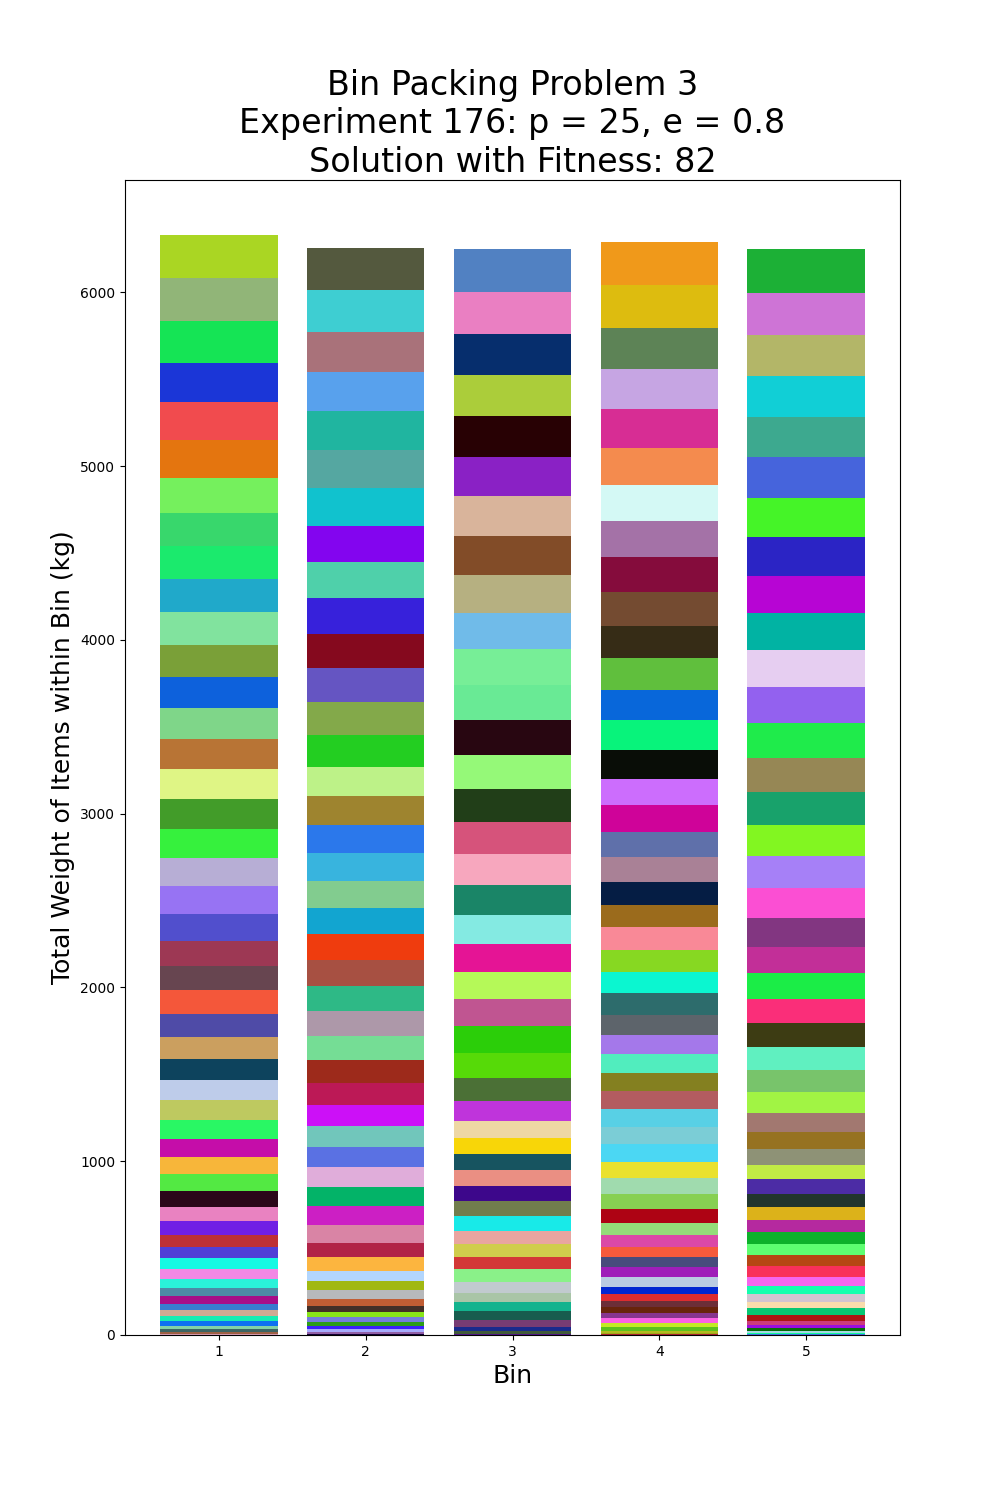 Bin Packing Problem 3
Experiment 176: p = 25, e = 0.8
Solution with Fitness: 82
Total Weight of Items within Bin (kg)
6000
5000
4000
3000
2000
1000
0
1 2 3 4 5
Bin